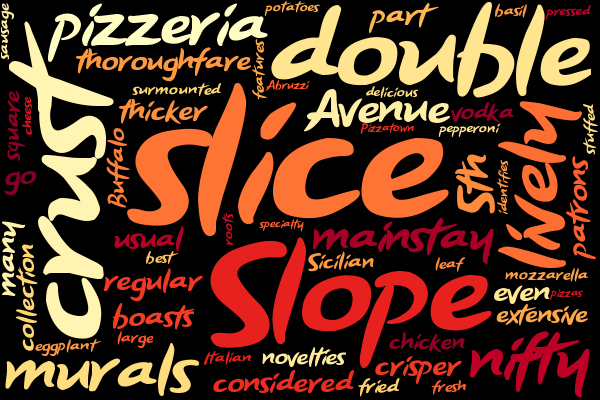 sausage
pizzeria
potatoes
part
basil
pressed
double
thoroughfare
features
Abruzzi
surmounted
delicious
Avenue
vodka
thicker
Pizzatown
pepperoni
square
cheese
go
crust
Buffalo
slice
5th
identifies
lively
stuffed
patrons
many
collection
usual
best
roots
specialty
mainstay
Sicilian
leaf
mozzarella
regular
Slope
even
pizzas
extensive
boasts
large
eggplant
murals
Italian
novelties
considered
fried
chicken
crisper
fresh
nifty